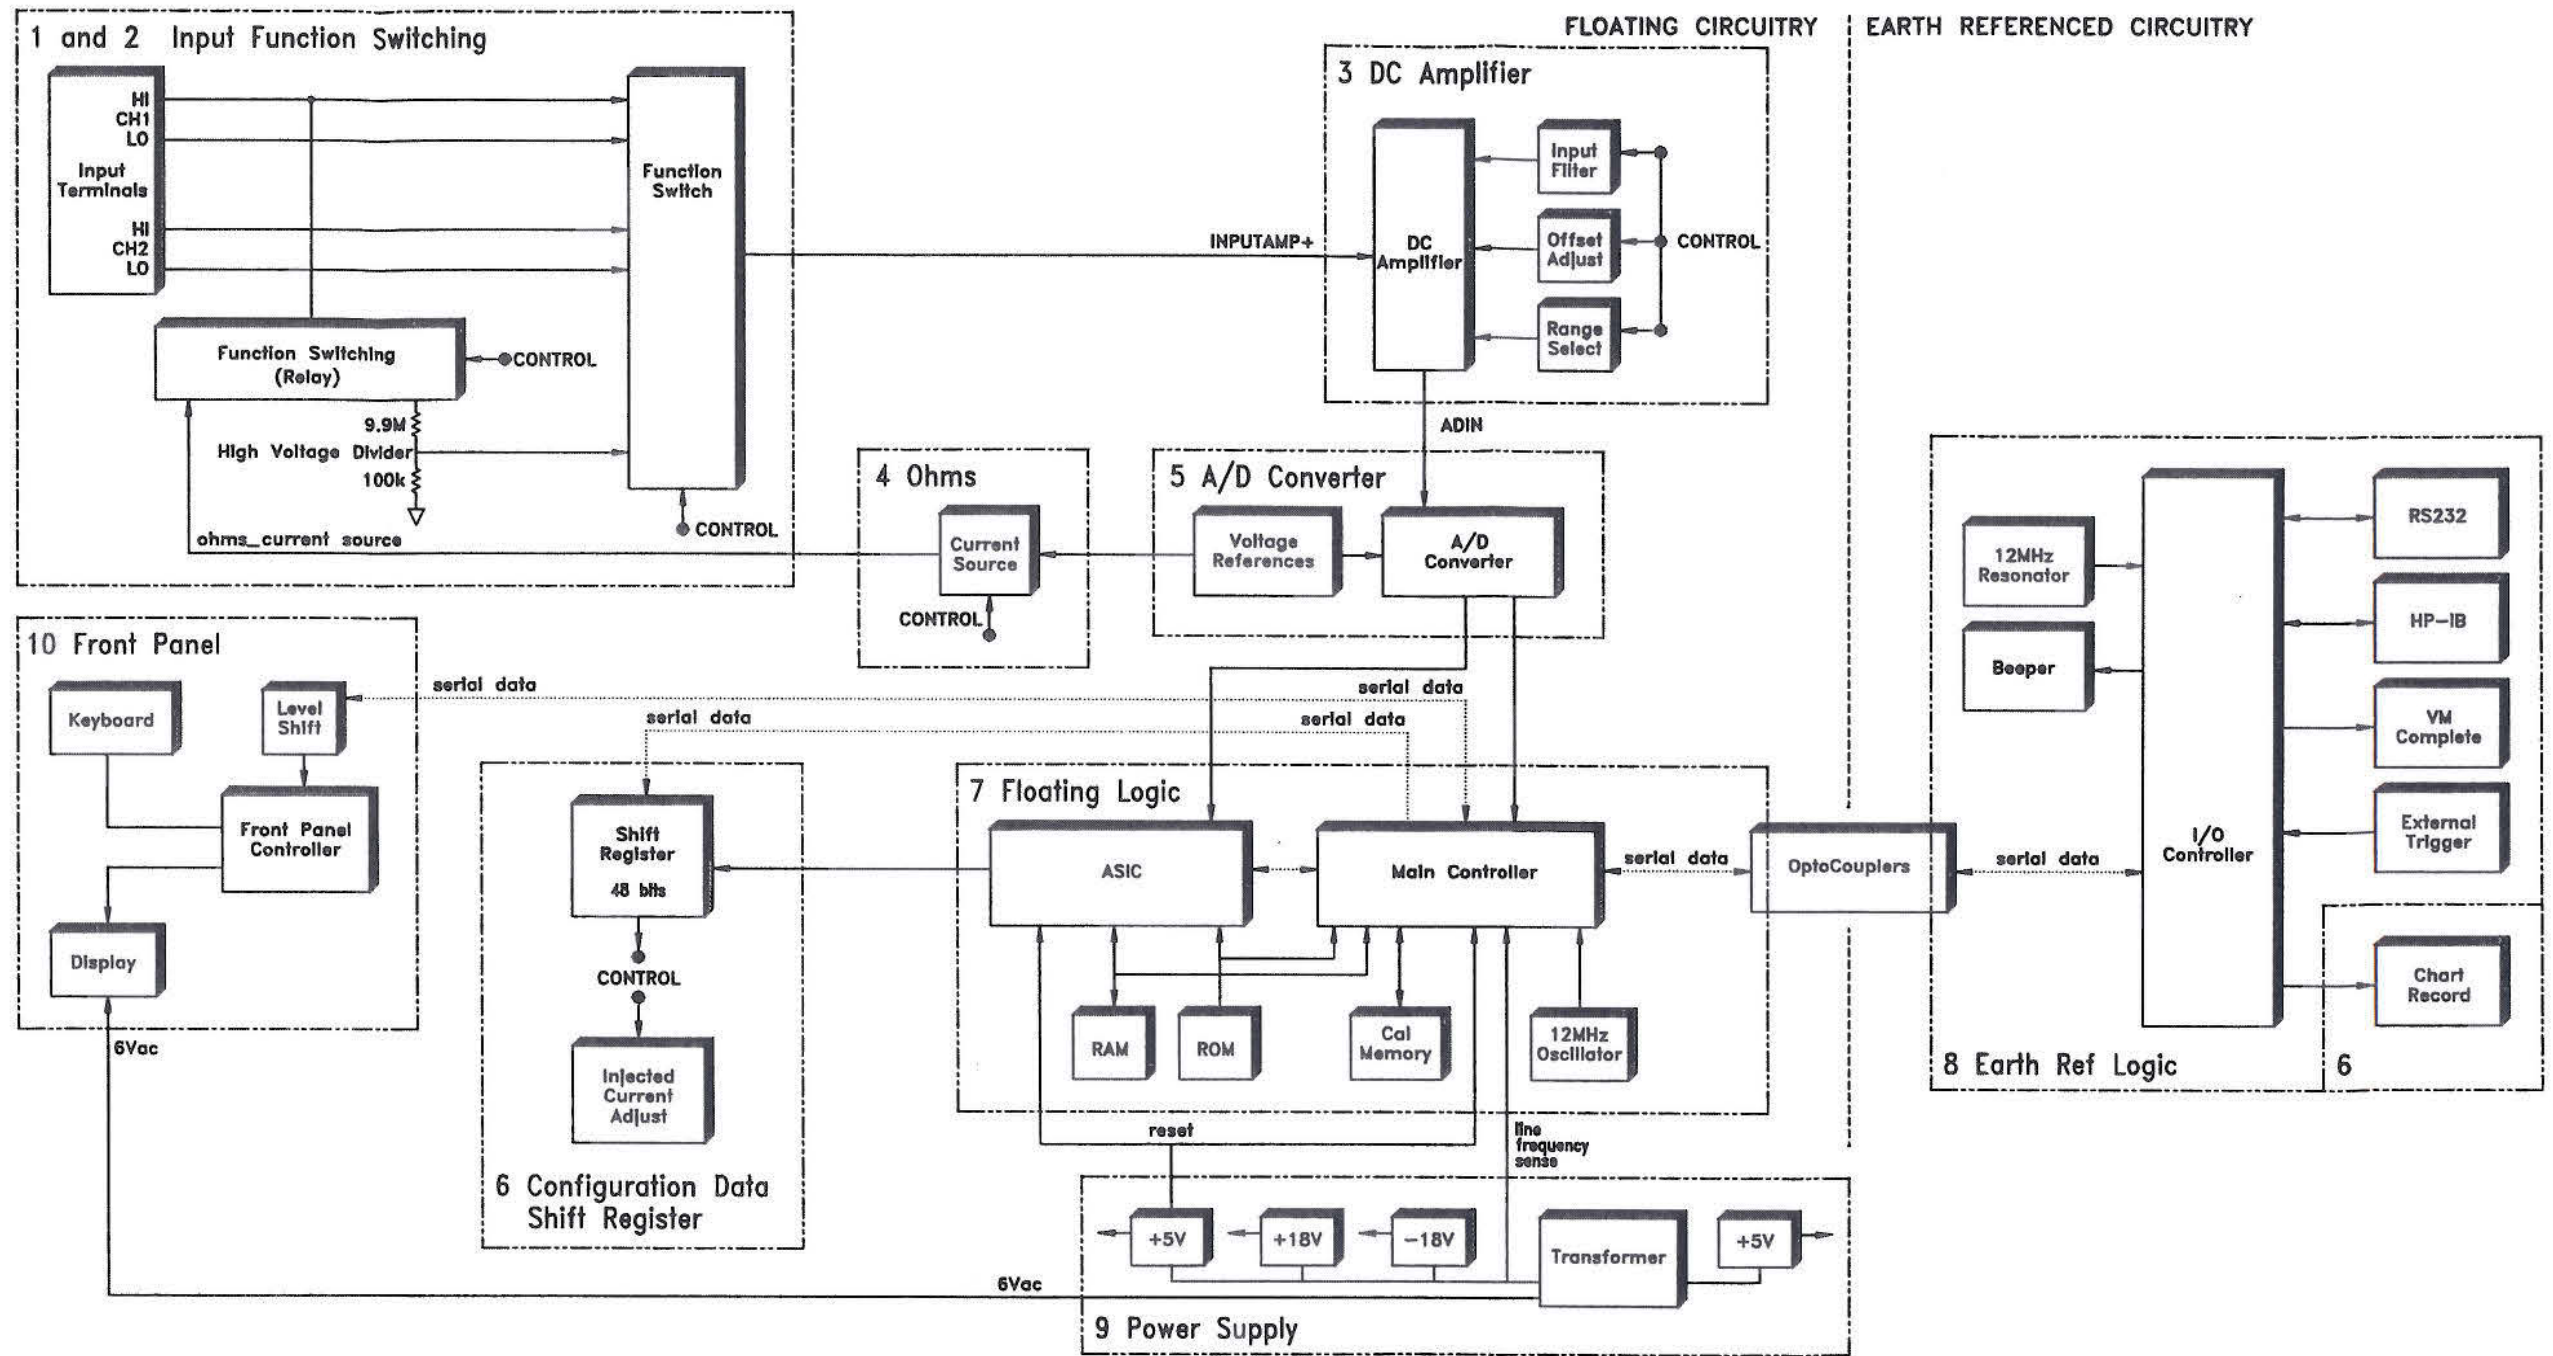 FLOATING CIRCUITRY
EARTH REFERENCED CIRCUITRY
1 and 2 Input Function Switching
HI
CH1
LO
Input
Terminals
HI
CH2
LO
Function
Switch
Function Switching
(Relay)
CONTROL
9.9M
High Voltage Divider
100k
CONTROL
ohms_current source
INPUTAMP+
3 DC Amplifier
DC
Amplifier
Input
Filter
Offset
Adjust
Range
Select
CONTROL
ADIN
4 Ohms
Current
Source
CONTROL
5 A/D Converter
Voltage
References
A/D
Converter
10 Front Panel
Keyboard
Level
Shift
Front Panel
Controller
Display
6Vac
serial data
serial data
serial data
serial data
Shift
Register
48 bits
CONTROL
Injected
Current
Adjust
6 Configuration Data
Shift Register
7 Floating Logic
ASIC
Main Controller
RAM
ROM
Cal
Memory
12MHz
Oscillator
reset
line
frequency
sense
serial data
OptoCouplers
serial data
12MHz
Resonator
Beeper
I/O
Controller
RS232
HP-IB
VM
Complete
External
Trigger
Chart
Record
8 Earth Ref Logic
6
+5V
+18V
-18V
Transformer
+5V
6Vac
9 Power Supply